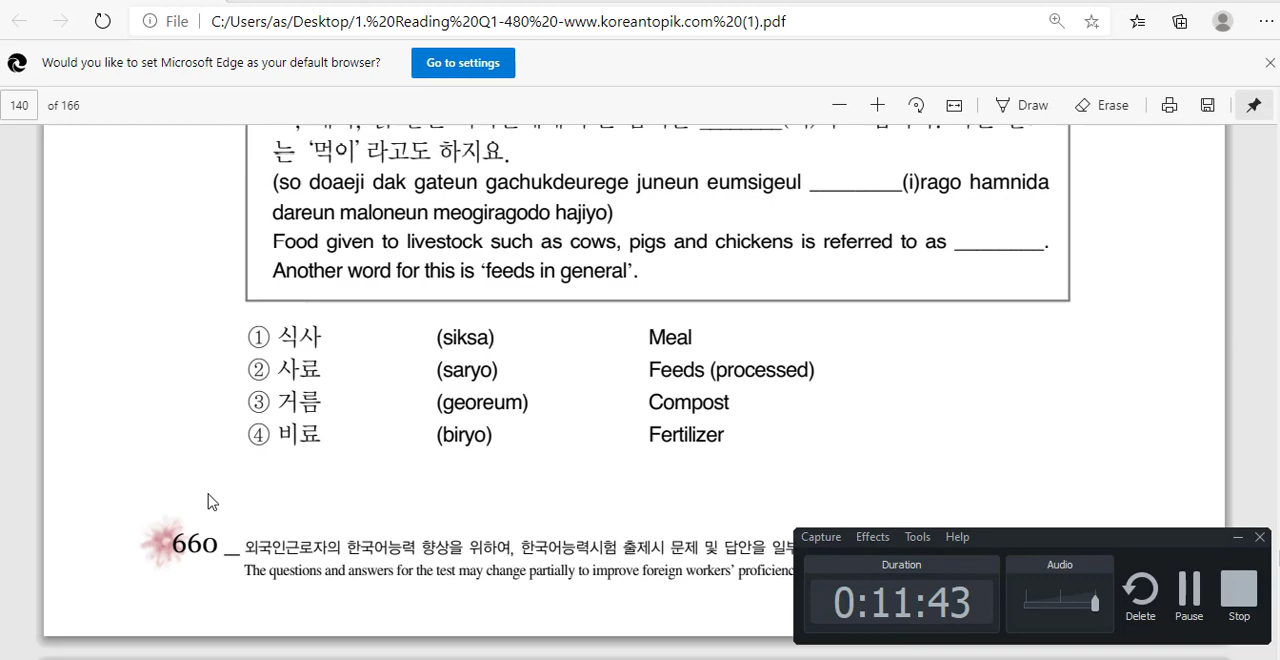 File C:/Users/as/Desktop/1.%20Reading%20Q1-480%20-www.koreantopik.com%20(1).pdf
Would you like to set Microsoft Edge as your default browser? Go to settings
140 of 166 Draw Erase
는 ‘먹이’ 라고도 하지요.
(so doaeji dak gateun gachukdeurege juneun eumsigeul _________(i)rago hamnida
dareun maloneun meogiragodo hajiyo)
Food given to livestock such as cows, pigs and chickens is referred to as _________.
Another word for this is ‘feeds in general’.
① 식사 (siksa) Meal
② 사료 (saryo) Feeds (processed)
③ 거름 (georeum) Compost
④ 비료 (biryo) Fertilizer
660 _ 외국인근로자의 한국어능력 향상을 위하여, 한국어능력시험 출제시 문제 및 답안을 일부
The questions and answers for the test may change partially to improve foreign workers’ proficienc
Capture Effects Tools Help
Duration Audio
0:11:43
Delete Pause Stop